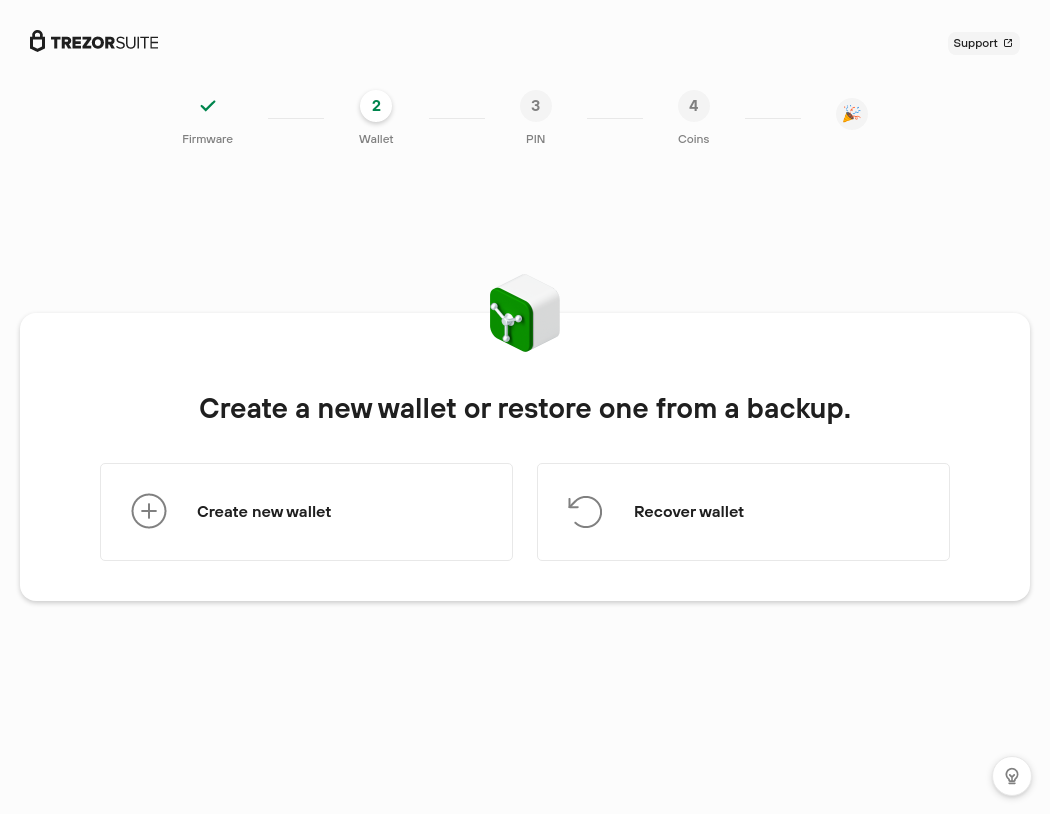 TREZORSUITE
Support
2
3
4
Firmware
Wallet
PIN
Coins
Create a new wallet or restore one from a backup.
Create new wallet
Recover wallet